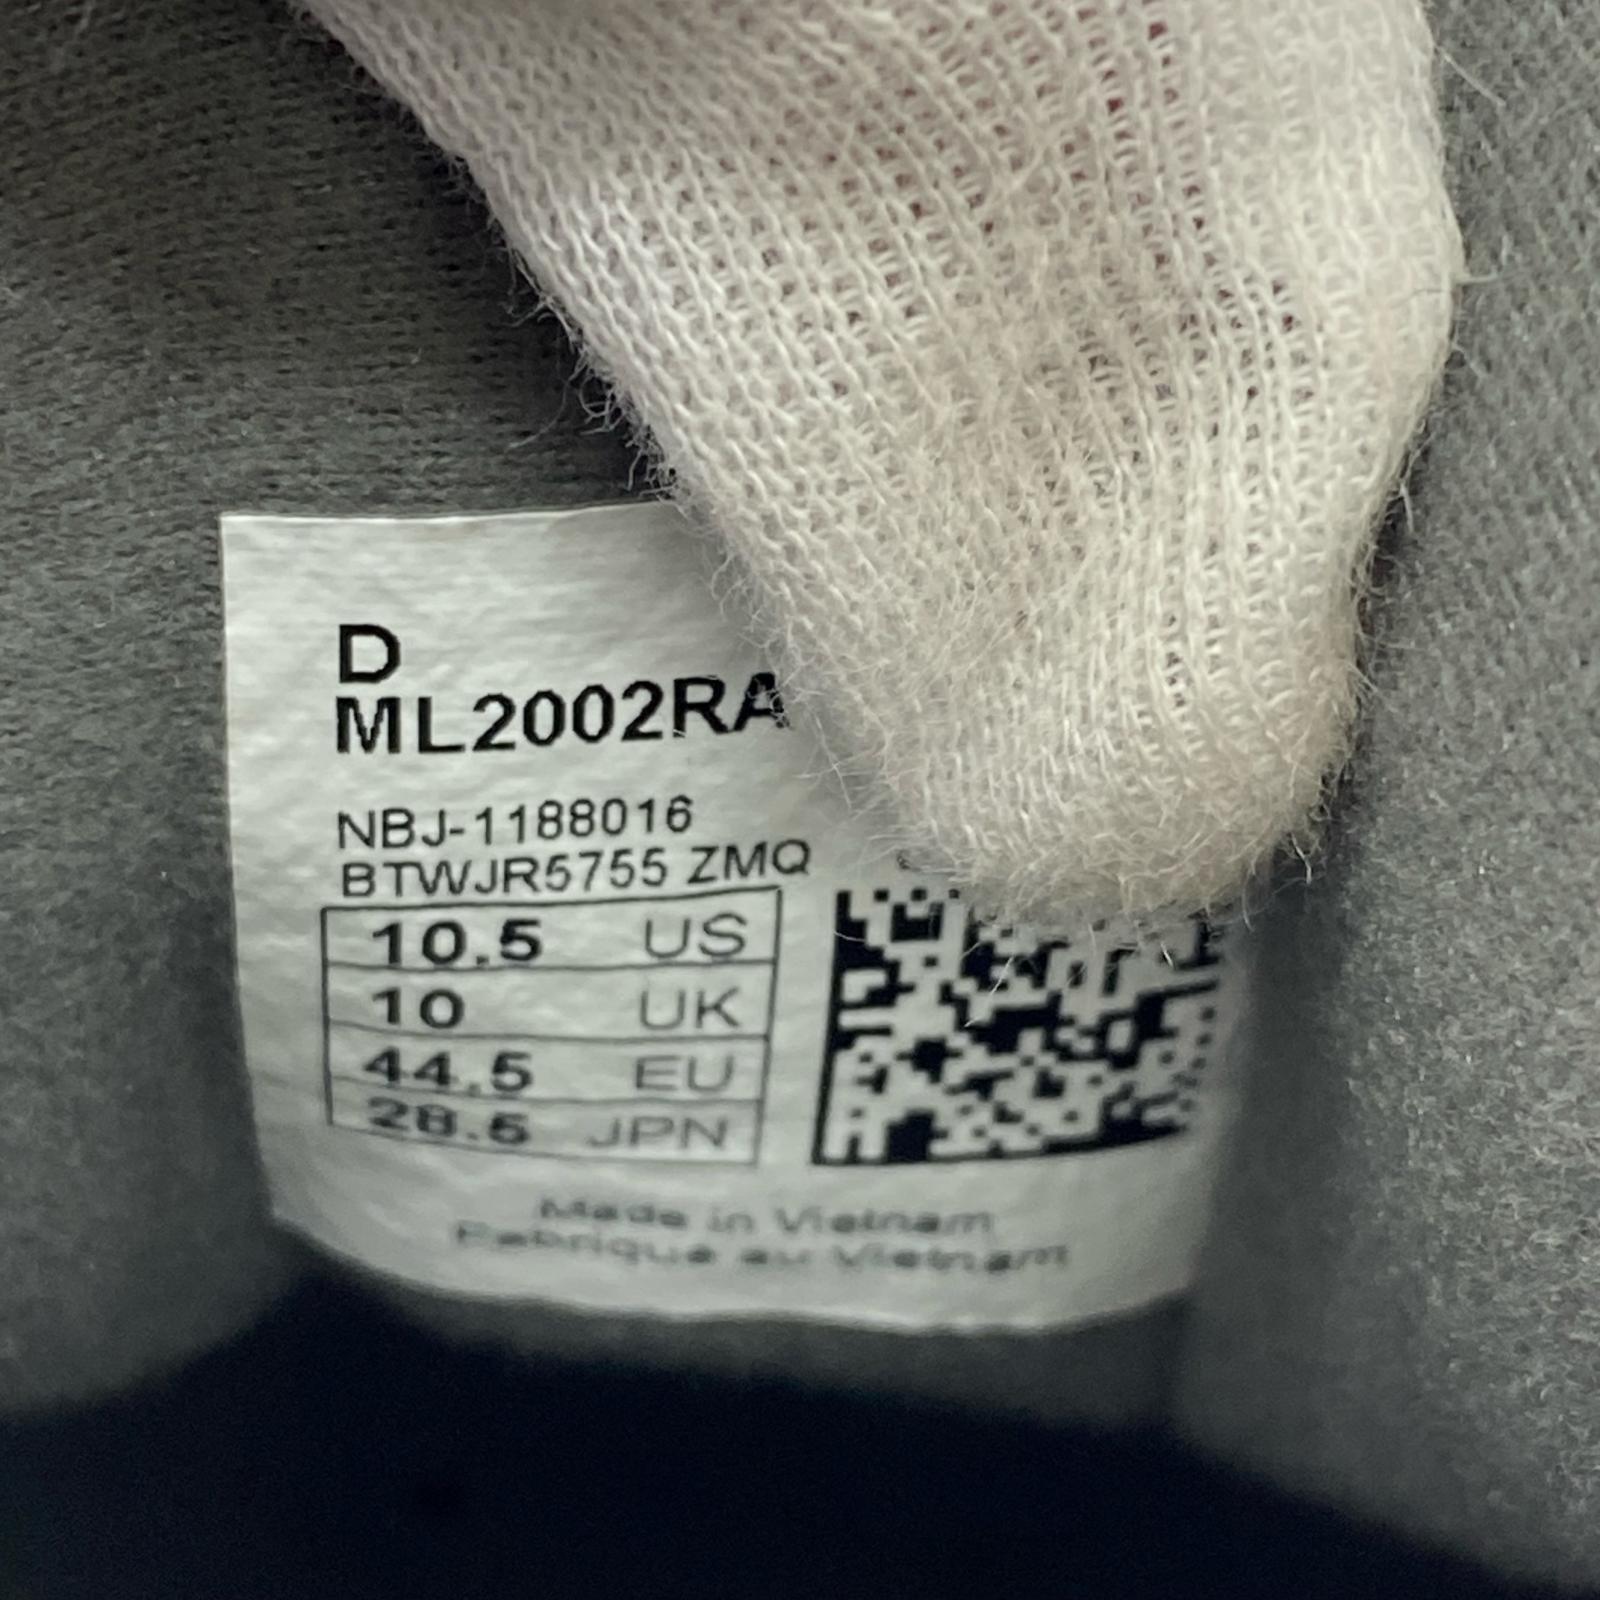 D
ML2002RA
NBJ-1188016
BTWJR5755 ZMQ
10.5 US
10 UK
44.5 EU
28.5 JPN
Made in Vietnam
Fabriqué au Vietnam